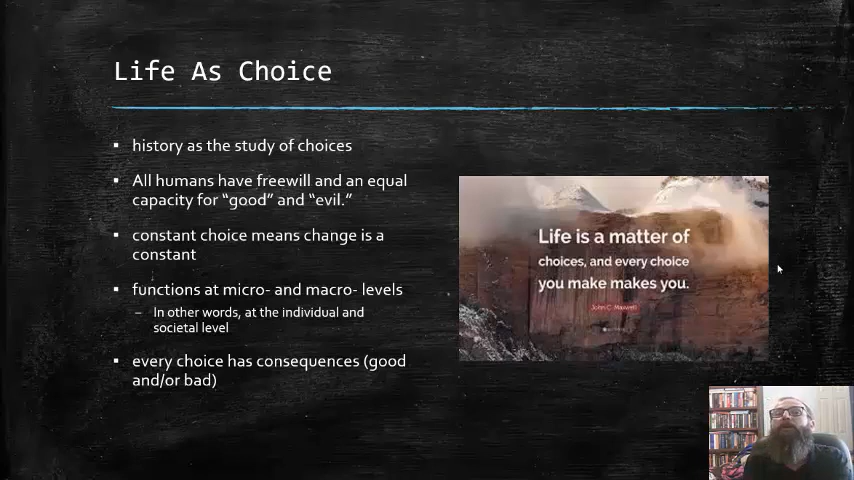 Life As Choice
▪ history as the study of choices
▪ All humans have freewill and an equal
capacity for “good” and “evil.”
▪ constant choice means change is a
constant
▪ functions at micro- and macro- levels
– In other words, at the individual and
societal level
▪ every choice has consequences (good
and/or bad)
Life is a matter of
choices, and every choice
you make makes you.
John C. Maxwell